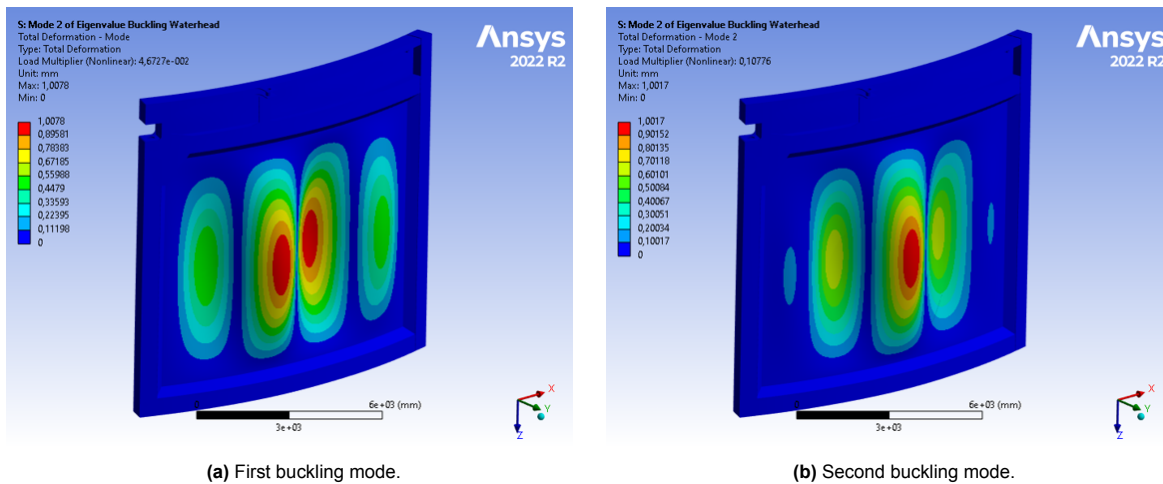 S: Mode 2 of Eigenvalue Buckling Waterhead
Total Deformation - Mode
Type: Total Deformation
Load Multiplier (Nonlinear): 4,6727e-002
Unit: mm
Max: 1,0078
Min: 0
1,0078
0,89581
0,78383
0,67185
0,55988
0,4479
0,33593
0,22395
0,11198
0
Ansys
2022 R2
0
6e+03 (mm)
3e+03
X
Y
Z
(a) First buckling mode.
S: Mode 2 of Eigenvalue Buckling Waterhead
Total Deformation - Mode 2
Type: Total Deformation
Load Multiplier (Nonlinear): 0,10776
Unit: mm
Max: 1,0017
Min: 0
1,0017
0,90152
0,80135
0,70118
0,60101
0,50084
0,40067
0,30051
0,20034
0,10017
0
Ansys
2022 R2
0
6e+03 (mm)
3e+03
X
Y
Z
(b) Second buckling mode.